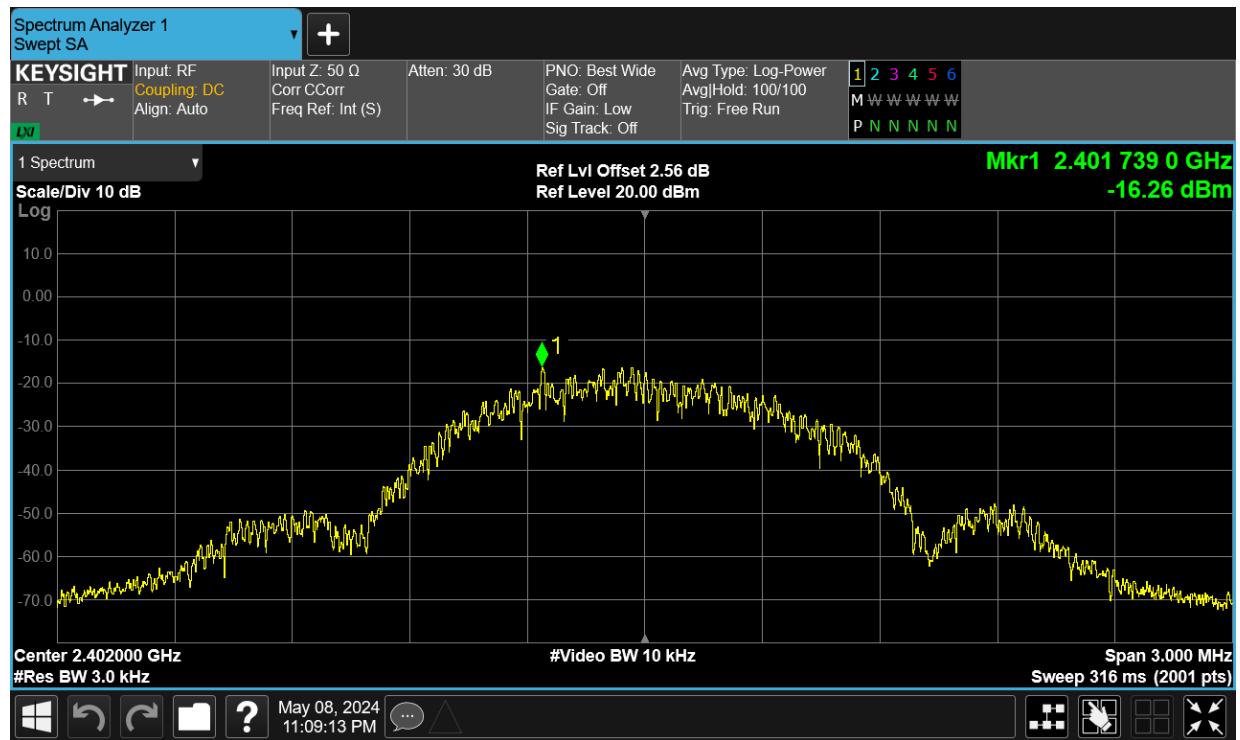 Spectrum Analyzer 1
Swept SA
KEYSIGHT
R T
LXI
Input: RF
Coupling: DC
Align: Auto
Input Z: 50 Ω
Corr CCorr
Freq Ref: Int (S)
Atten: 30 dB
PNO: Best Wide
Gate: Off
IF Gain: Low
Sig Track: Off
Avg Type: Log-Power
Avg|Hold: 100/100
Trig: Free Run
1 2 3 4 5 6
M W W W W W
P N N N N N
1 Spectrum
Scale/Div 10 dB
Ref Lvl Offset 2.56 dB
Ref Level 20.00 dBm
Mkr1 2.401 739 0 GHz
-16.26 dBm
Log
10.0
0.00
-10.0
-20.0
-30.0
-40.0
-50.0
-60.0
-70.0
1
Center 2.402000 GHz
#Res BW 3.0 kHz
#Video BW 10 kHz
Span 3.000 MHz
Sweep 316 ms (2001 pts)
?
May 08, 2024
11:09:13 PM